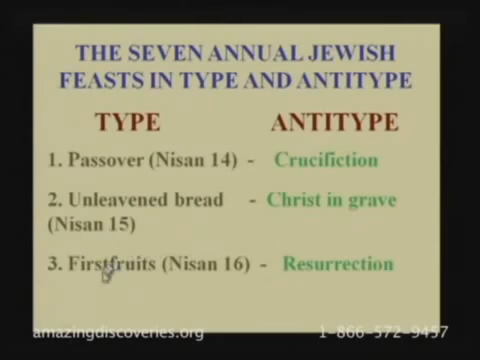 THE SEVEN ANNUAL JEWISH
FEASTS IN TYPE AND ANTITYPE
TYPE ANTITYPE
1. Passover (Nisan 14) - Crucifiction
2. Unleavened bread - Christ in grave
(Nisan 15)
3. Firstfruits (Nisan 16) - Resurrection
amazingdiscoveries.org 1-866-572-9457